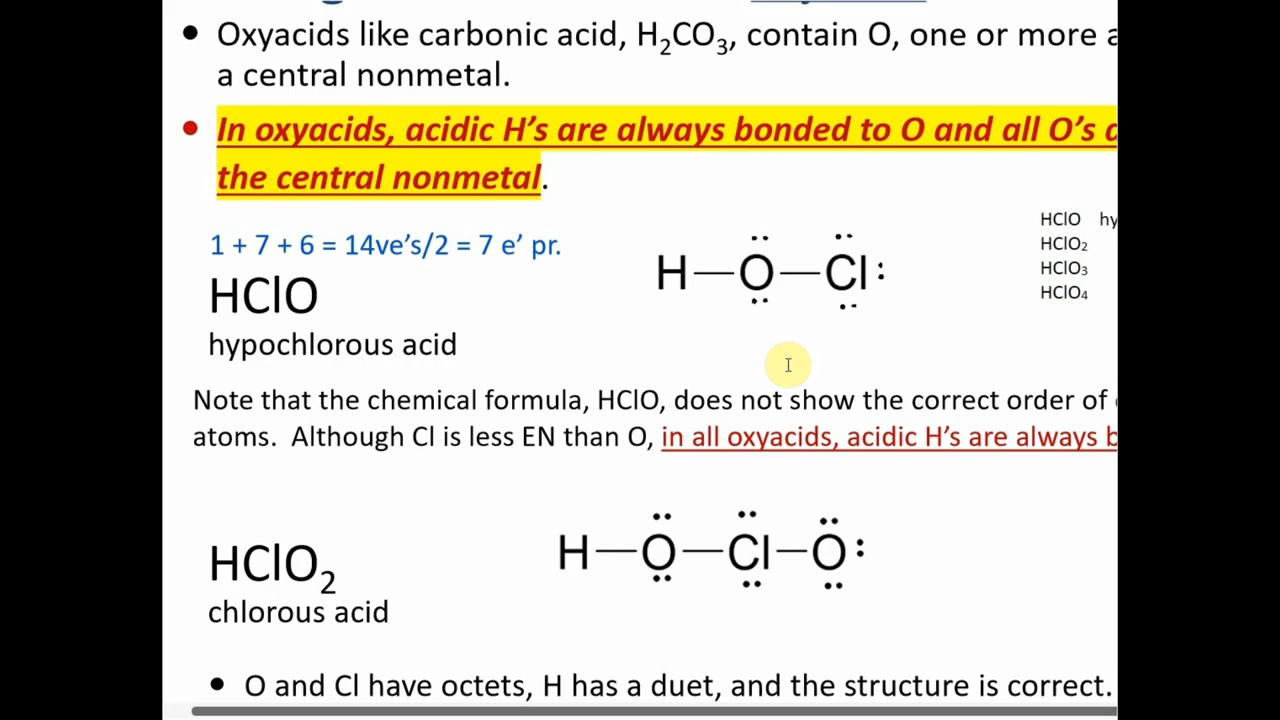 Oxyacids like carbonic acid, H₂CO₃, contain O, one or more
a central nonmetal.
In oxyacids, acidic H's are always bonded to O and all O's
the central nonmetal.
HClO hy
1 + 7 + 6 = 14ve's/2 = 7 e' pr.
HClO₂
HClO₃
HClO₄
H—O—Cl
HClO
hypochlorous acid
Note that the chemical formula, HClO, does not show the correct order of
atoms. Although Cl is less EN than O, in all oxyacids, acidic H's are always
H—O—Cl—O
HClO₂
chlorous acid
O and Cl have octets, H has a duet, and the structure is correct.